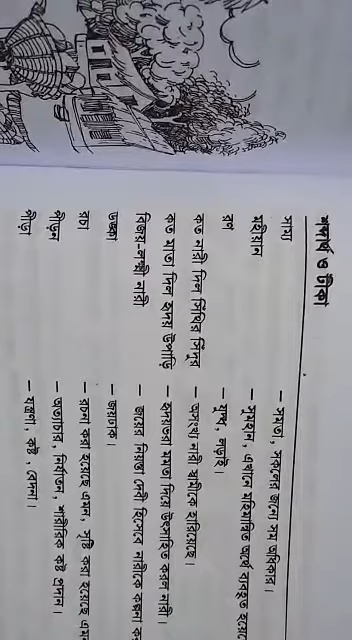 শব্দার্থ ও টীকা
সাম্য — সমতা, সকলের জন্যে সম অধিকার।
মহীয়ান — সুমহান, এখানে মহিমান্বিত অর্থে ব্যবহৃত হয়েছে
রণ — যুদ্ধ, লড়াই।
কত নারী দিল সিঁথির সিঁদুর — অসংখ্য নারী স্বামীকে হারিয়েছে।
কত মাতা দিল হৃদয় উপাড়ি — হৃদয়ভরা মমতা দিয়ে উৎসাহিত করল নারী।
বিজয়-লক্ষ্মী নারী — জয়ের নিয়ন্তা দেবী হিসেবে নারীকে কল্পনা
ডঙ্কা — জয়ঢাক।
রচা — রচনা করা হয়েছে এমন, সৃষ্টি করা হয়েছে
পীড়ন — অত্যাচার, নির্যাতন, শারীরিক কষ্ট প্রদান।
পীড়া — যন্ত্রণা, কষ্ট, বেদনা।